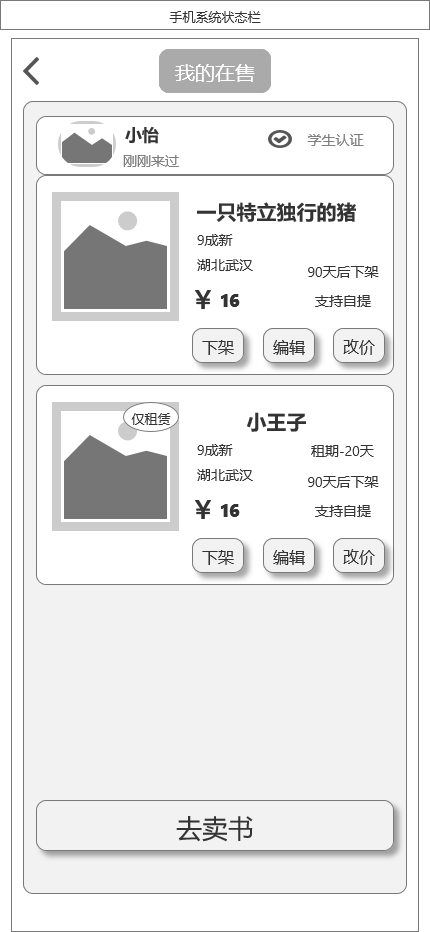 手机系统状态栏
我的在售
小怡
学生认证
刚刚来过
一只特立独行的猪
9成新
湖北武汉
90天后下架
￥ 16
支持自提
下架 编辑 改价
仅租赁
小王子
9成新
租期-20天
湖北武汉
90天后下架
￥ 16
支持自提
下架 编辑 改价
去卖书